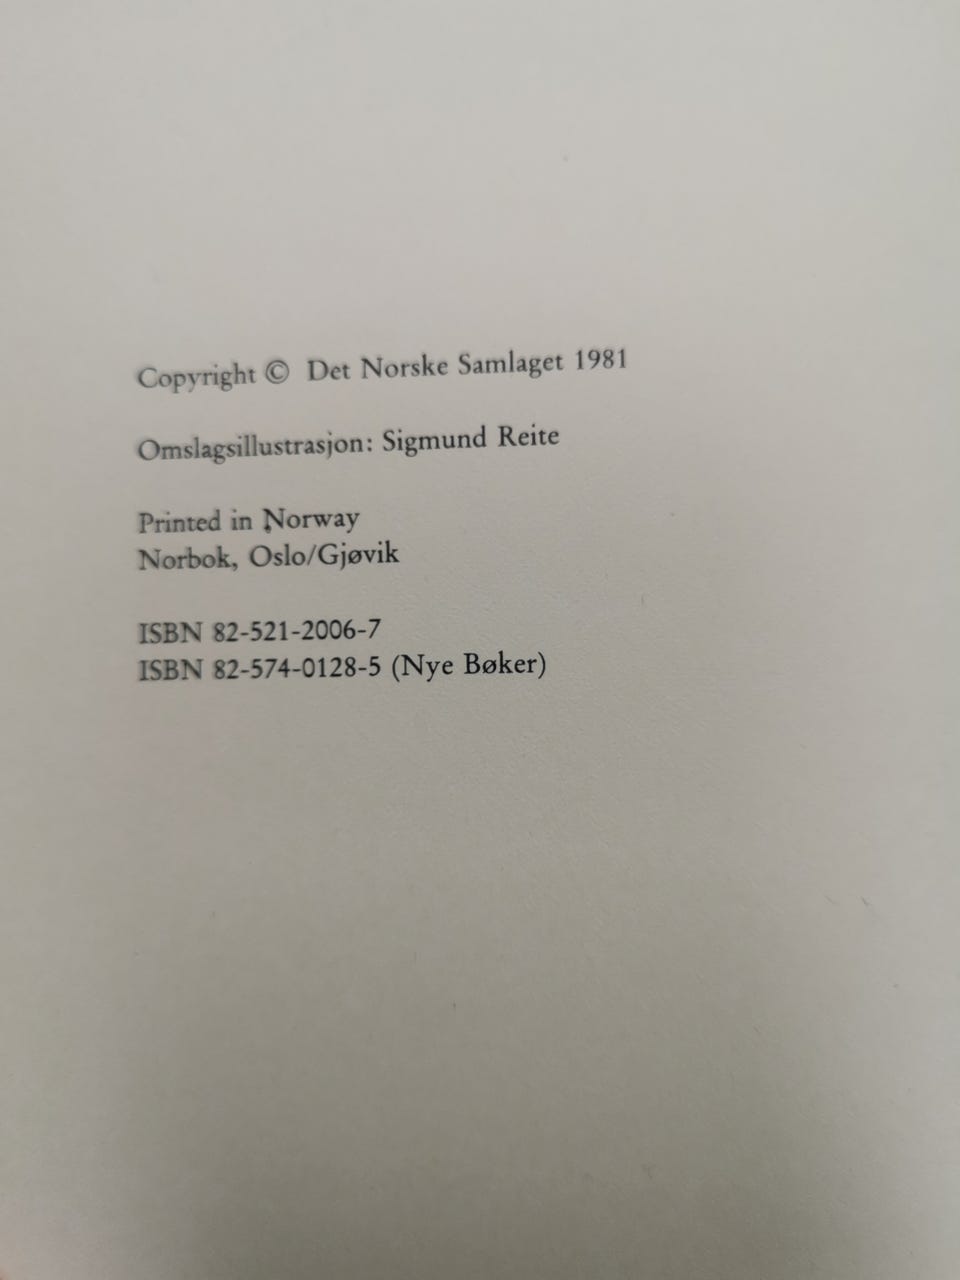 Copyright © Det Norske Samlaget 1981
Omslagsillustrasjon: Sigmund Reite
Printed in Norway
Norbok, Oslo/Gjøvik
ISBN 82-521-2006-7
ISBN 82-574-0128-5 (Nye Bøker)